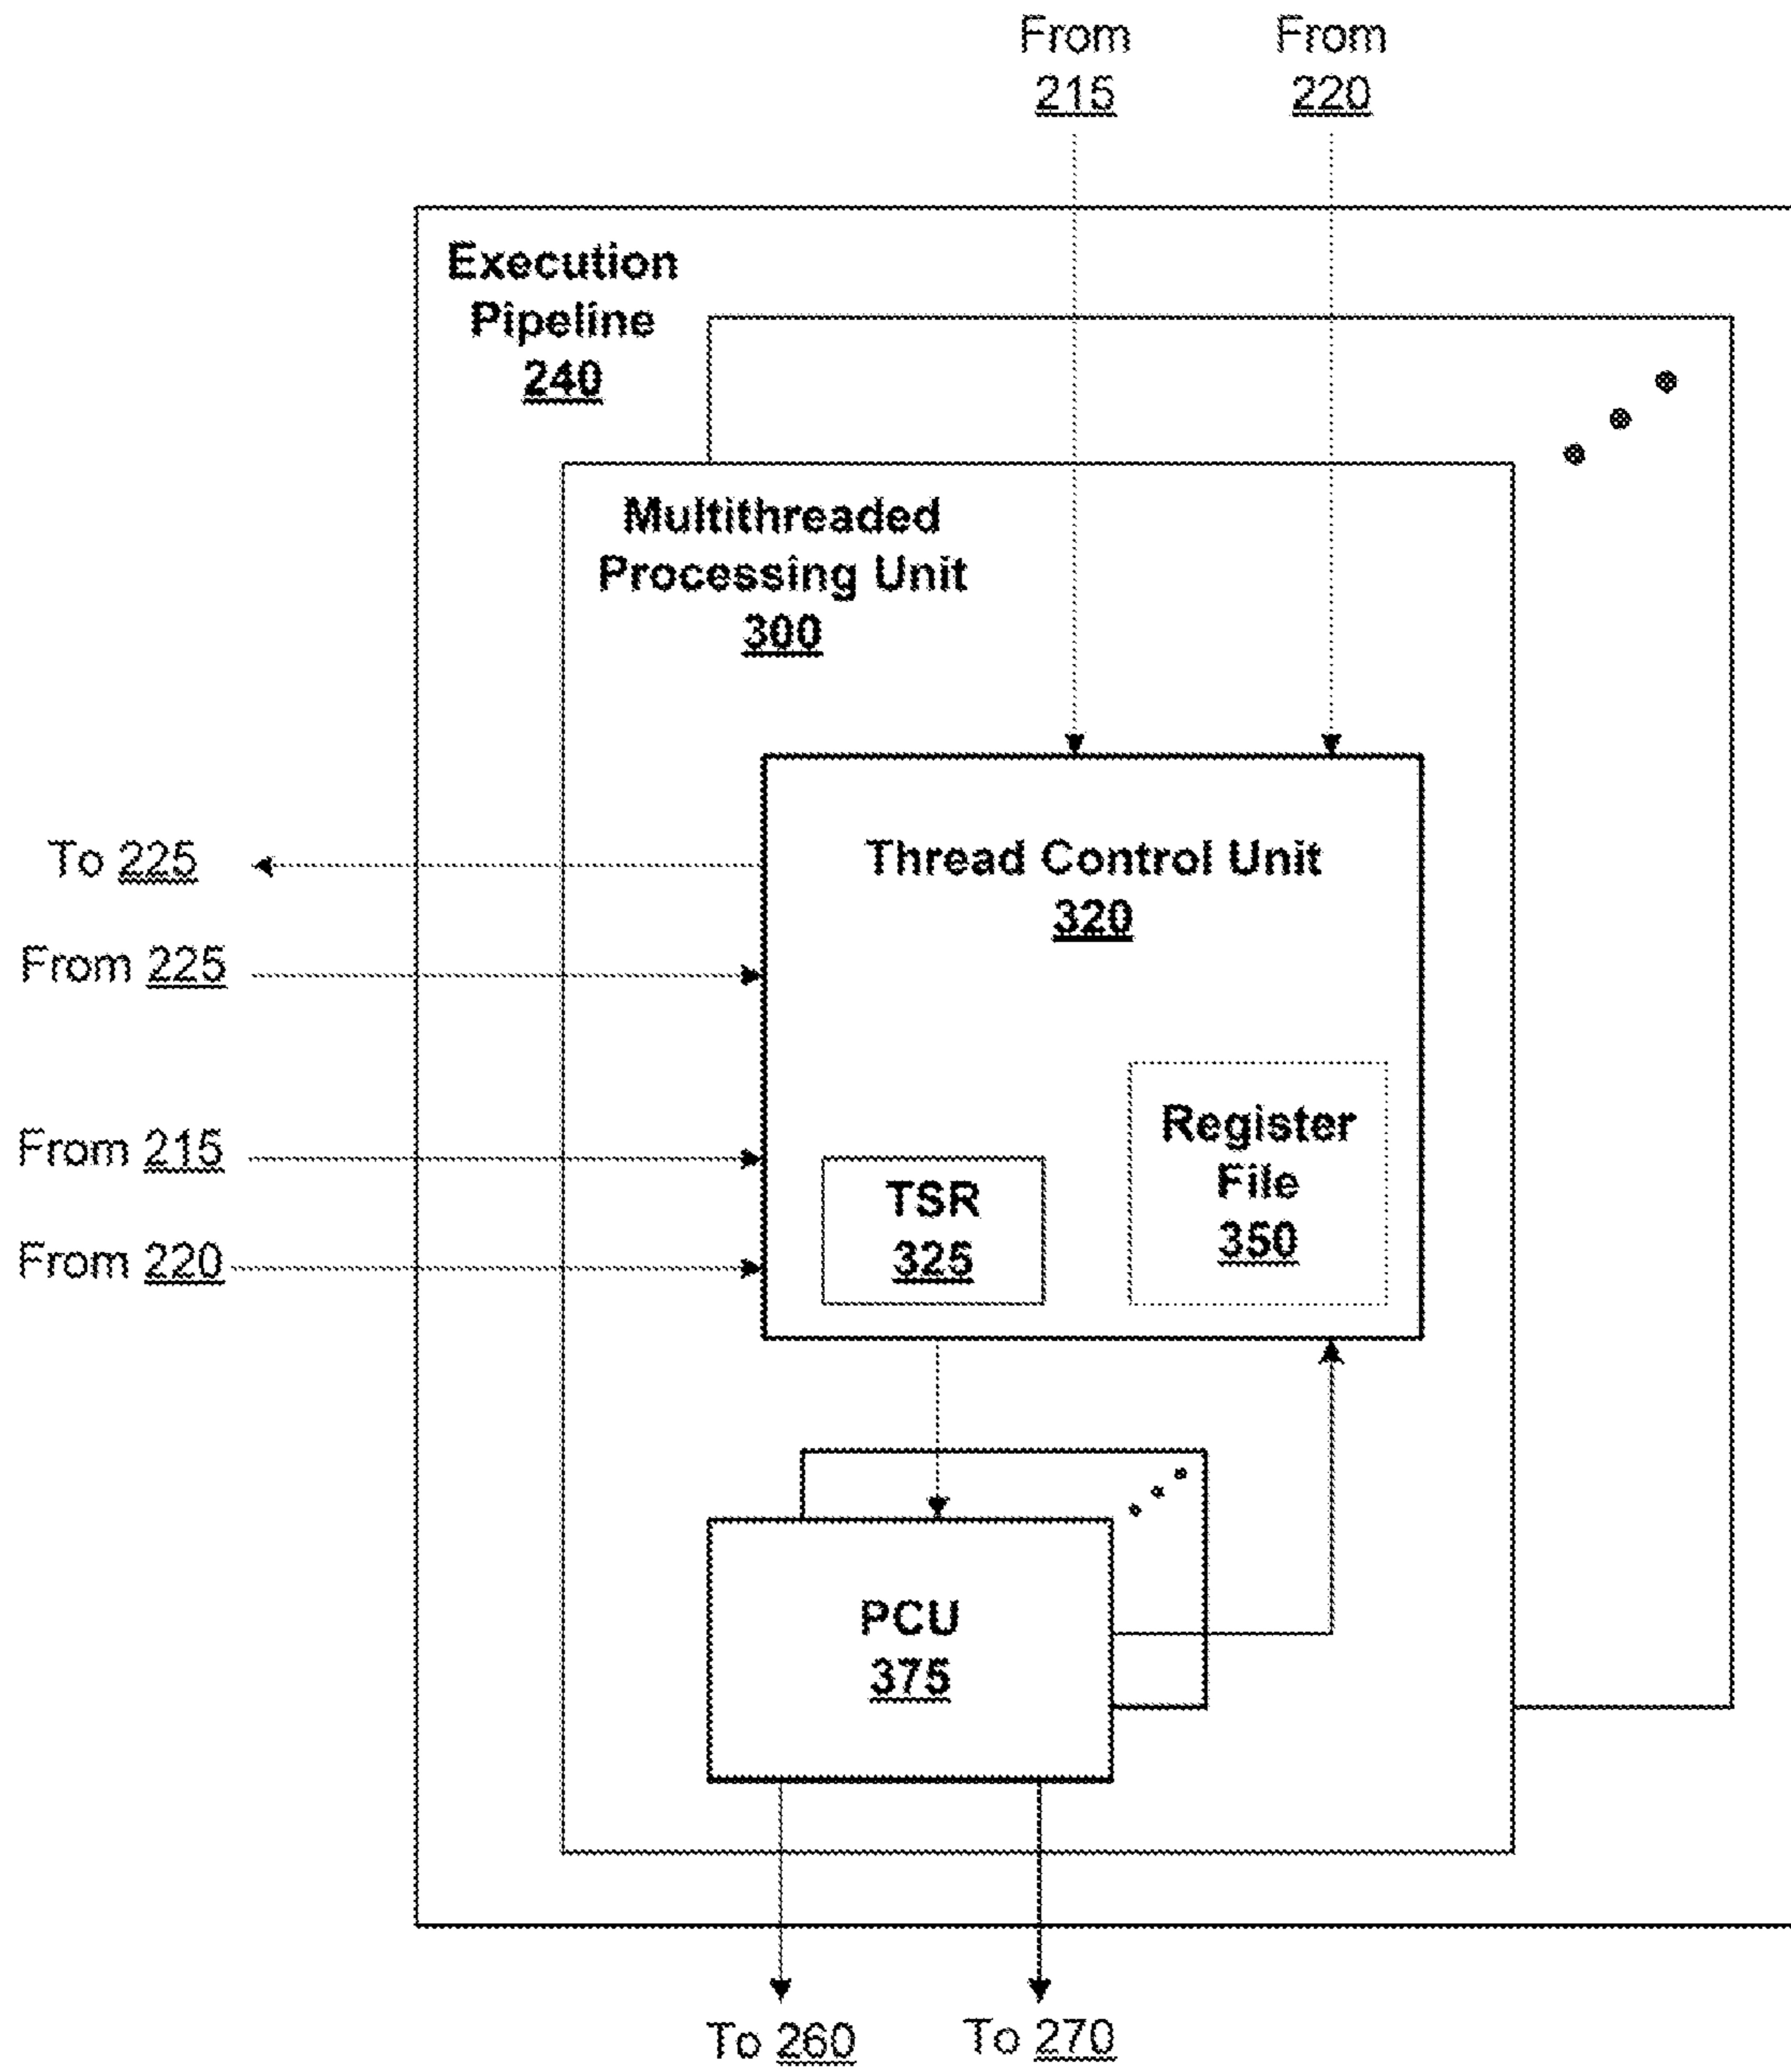 From
215
From
220
Execution
Pipeline
240
Multithreaded
Processing Unit
300
To 225
From 225
From 215
From 220
Thread Control Unit
320
TSR
325
Register
File
350
PCU
375
To 260
To 270